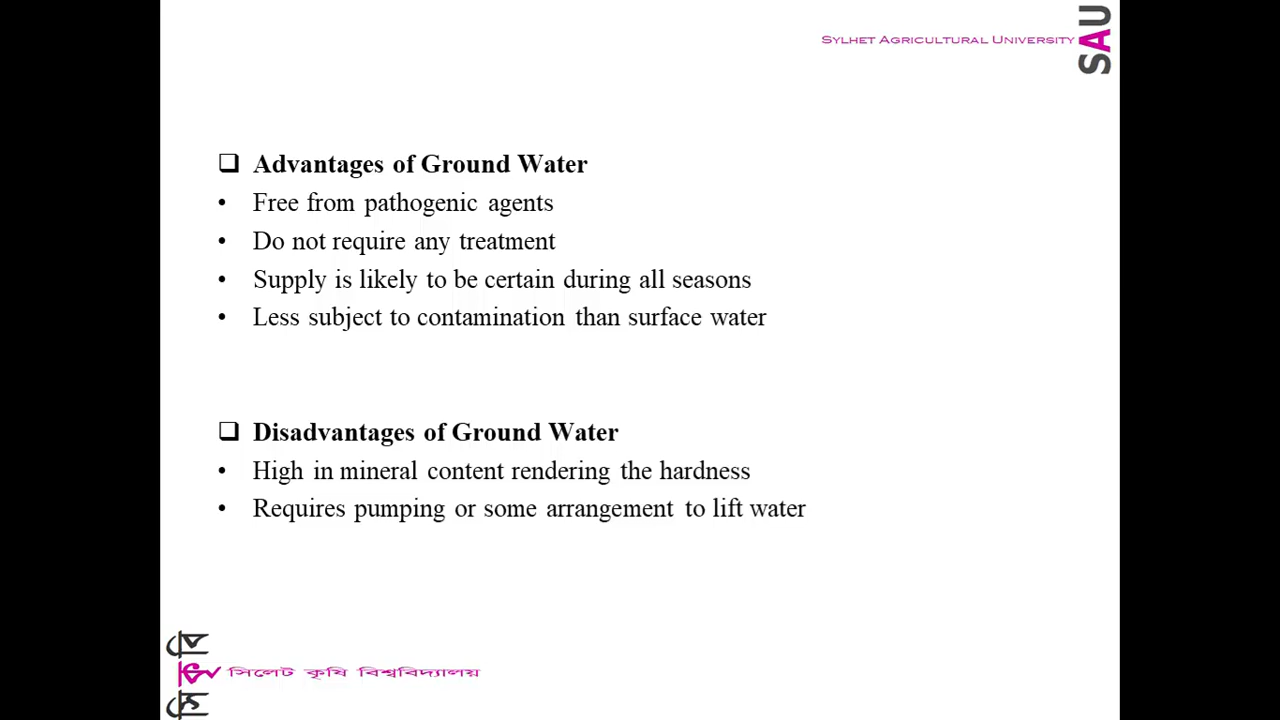 SYLHET AGRICULTURAL UNIVERSITY
SAU
❑ Advantages of Ground Water
• Free from pathogenic agents
• Do not require any treatment
• Supply is likely to be certain during all seasons
• Less subject to contamination than surface water
❑ Disadvantages of Ground Water
• High in mineral content rendering the hardness
• Requires pumping or some arrangement to lift water
সিকৃবি
সিলেট কৃষি বিশ্ববিদ্যালয়